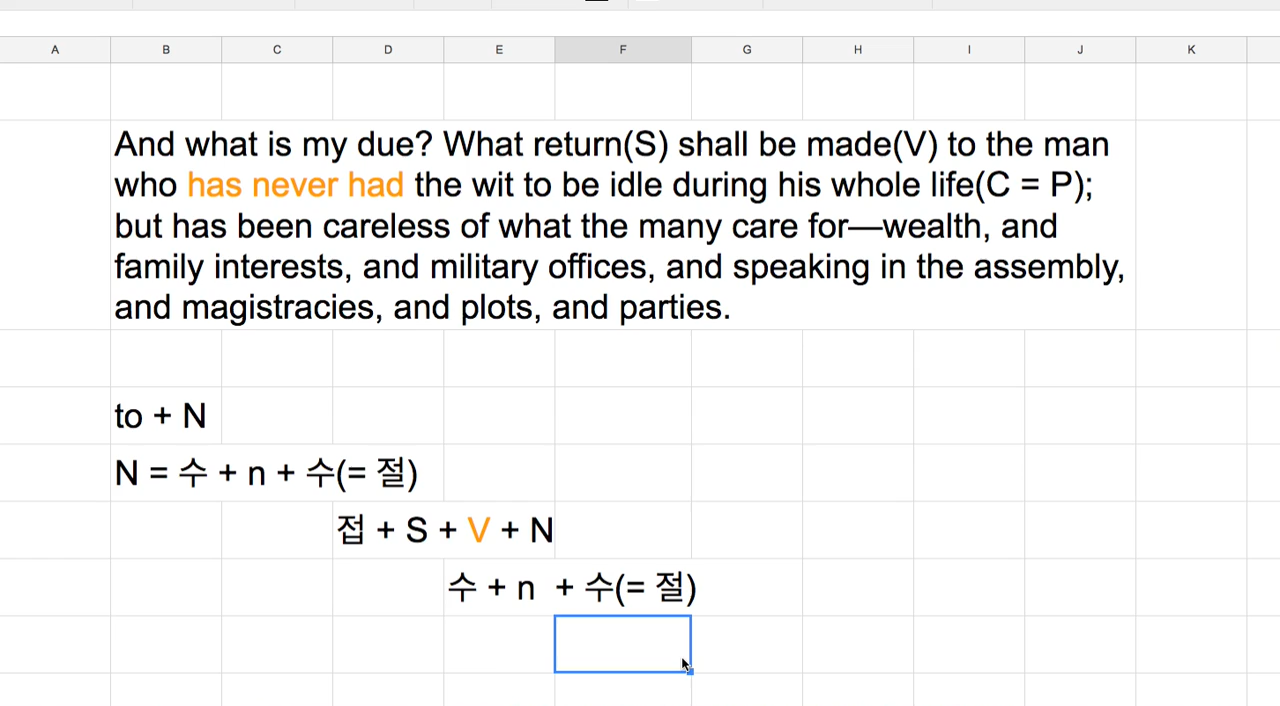 A B C D E F G H I J K
And what is my due? What return(S) shall be made(V) to the man
who has never had the wit to be idle during his whole life(C = P);
but has been careless of what the many care for—wealth, and
family interests, and military offices, and speaking in the assembly,
and magistracies, and plots, and parties.
to + N
N = 수 + n + 수(= 절)
접 + S + V + N
수 + n + 수(= 절)